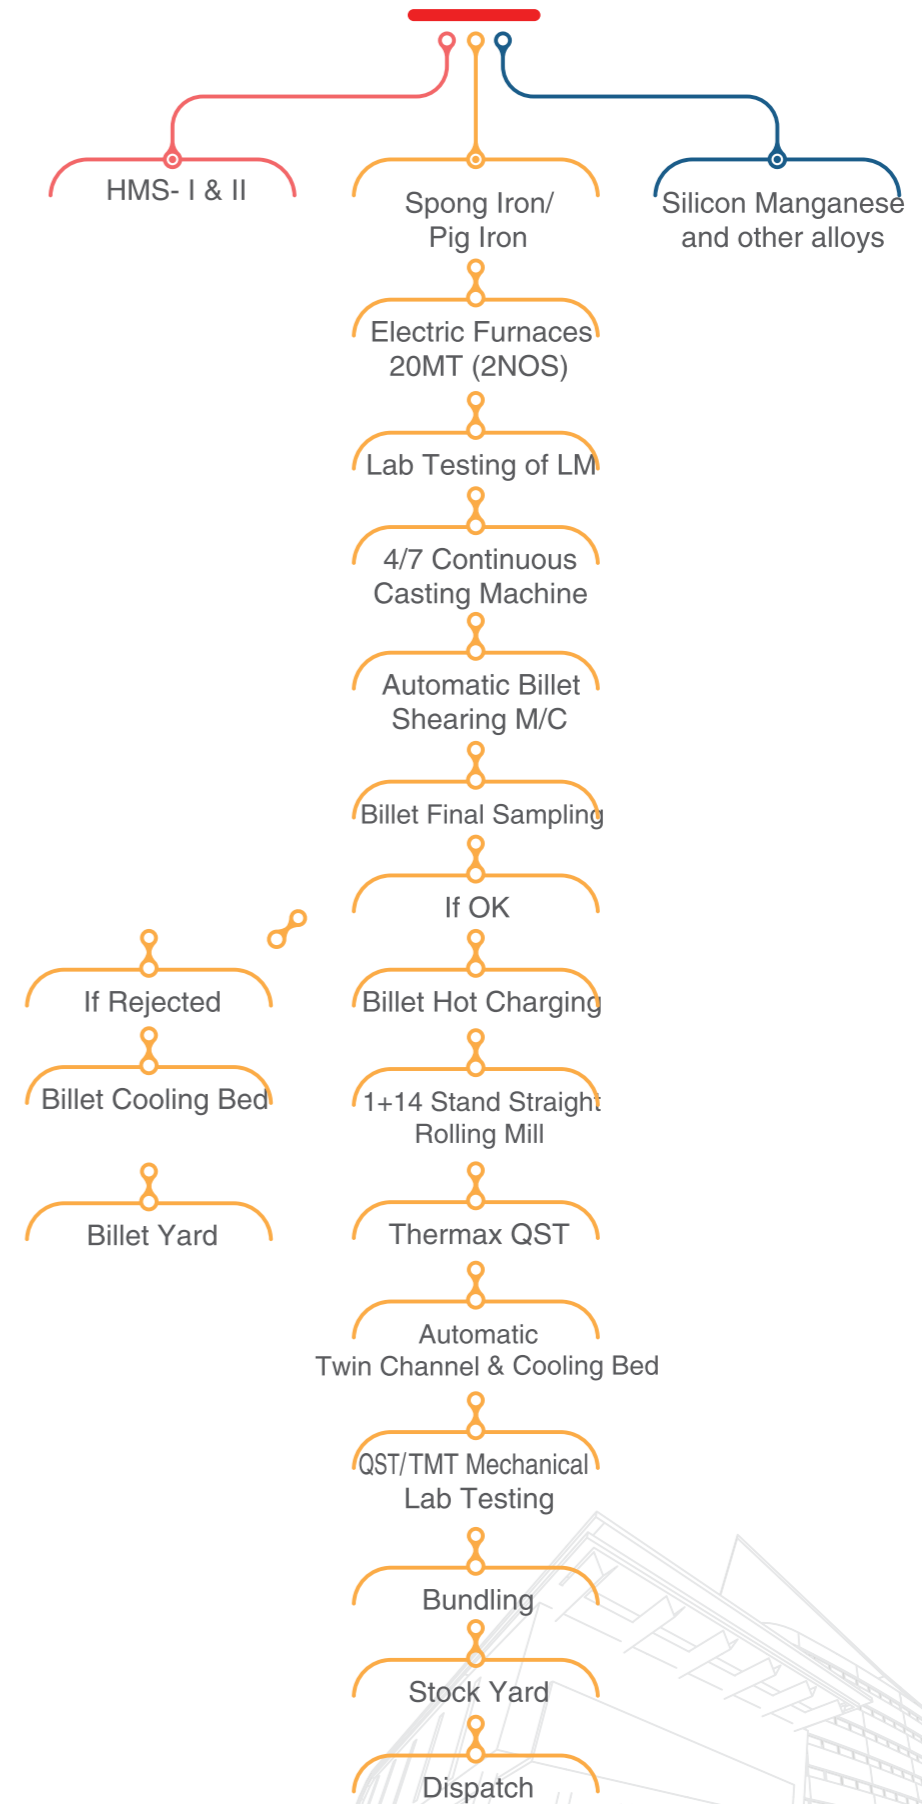 HMS- I & II
Spong Iron/
Pig Iron
Silicon Manganese
and other alloys
Electric Furnaces
20MT (2NOS)
Lab Testing of LM
4/7 Continuous
Casting Machine
Automatic Billet
Shearing M/C
Billet Final Sampling
If OK
If Rejected
Billet Hot Charging
Billet Cooling Bed
1+14 Stand Straight
Rolling Mill
Billet Yard
Thermax QST
Automatic
Twin Channel & Cooling Bed
QST/TMT Mechanical
Lab Testing
Bundling
Stock Yard
Dispatch